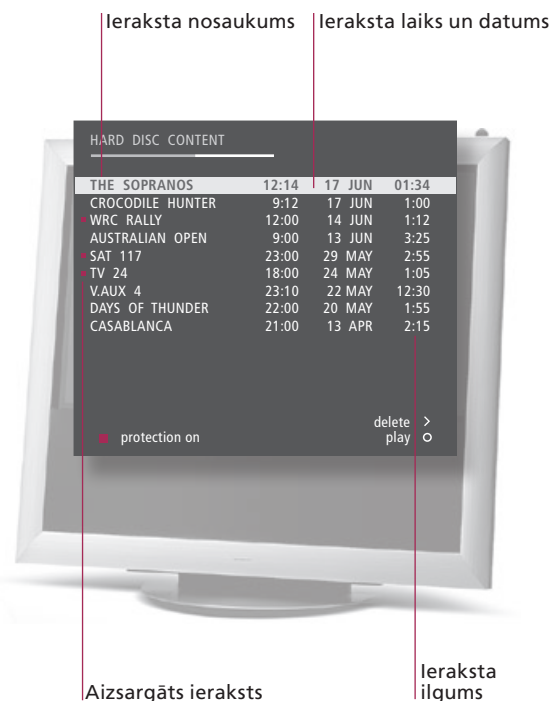 Ieraksta nosaukums
Ieraksta laiks un datums
HARD DISC CONTENT
THE SOPRANOS 12:14 17 JUN 01:34
CROCODILE HUNTER 9:12 17 JUN 1:00
WRC RALLY 12:00 14 JUN 1:12
AUSTRALIAN OPEN 9:00 13 JUN 3:25
SAT 117 23:00 29 MAY 2:55
TV 24 18:00 24 MAY 1:05
V.AUX 4 23:10 22 MAY 12:30
DAYS OF THUNDER 22:00 20 MAY 1:55
CASABLANCA 21:00 13 APR 2:15
delete >
protection on play
Aizsargāts ieraksts
Ieraksta
ilgums